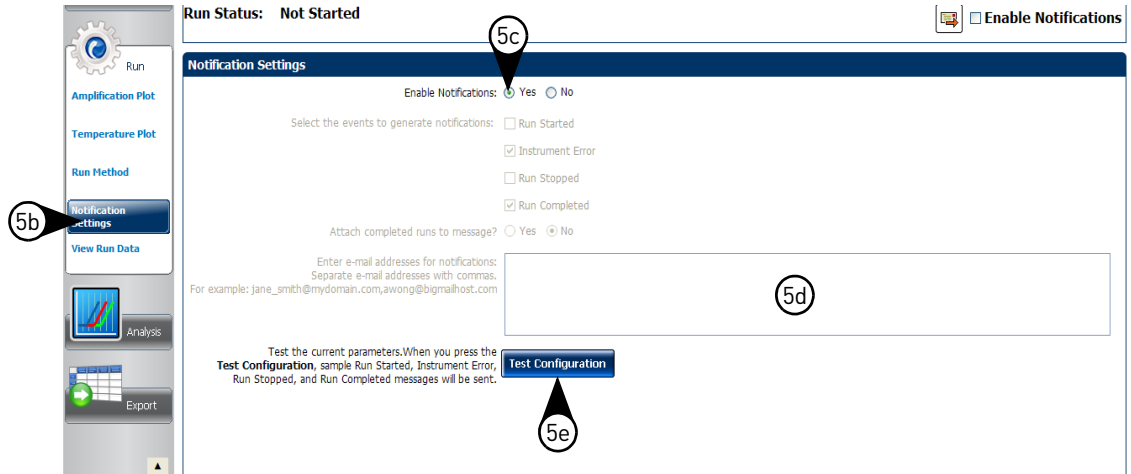 Run Status: Not Started
Enable Notifications
5c
Run
Notification Settings
Amplification Plot
Enable Notifications: Yes No
Select the events to generate notifications: Run Started
Temperature Plot
Instrument Error
Run Method
Run Stopped
Run Completed
5b
Notification
Settings
Attach completed runs to message? Yes No
View Run Data
Enter e-mail addresses for notifications:
Separate e-mail addresses with commas.
For example: jane_smith@mydomain.com,awong@bigmailhost.com
5d
Analysis
Test the current parameters.When you press the
Test Configuration, sample Run Started, Instrument Error,
Run Stopped, and Run Completed messages will be sent.
Test Configuration
Export
5e